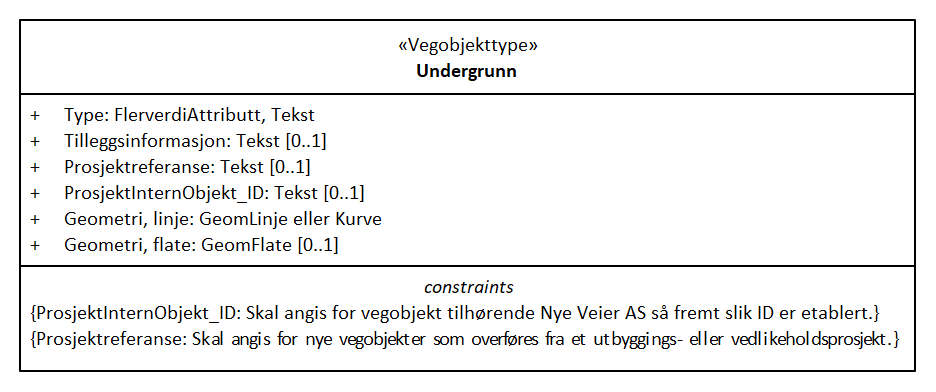 «Vegobjekttype»
Undergrunn
+ Type: FlerverdiAttributt, Tekst
+ Tilleggsinformasjon: Tekst [0..1]
+ Prosjektreferanse: Tekst [0..1]
+ ProsjektInternObjekt_ID: Tekst [0..1]
+ Geometri, linje: GeomLinje eller Kurve
+ Geometri, flate: GeomFlate [0..1]
constraints
{ProsjektInternObjekt_ID: Skal angis for vegobjekt tilhørende Nye Veier AS så fremt slik ID er etablert.}
{Prosjektreferanse: Skal angis for nye vegobjekter som overføres fra et utbyggings- eller vedlikeholdsprosjekt.}